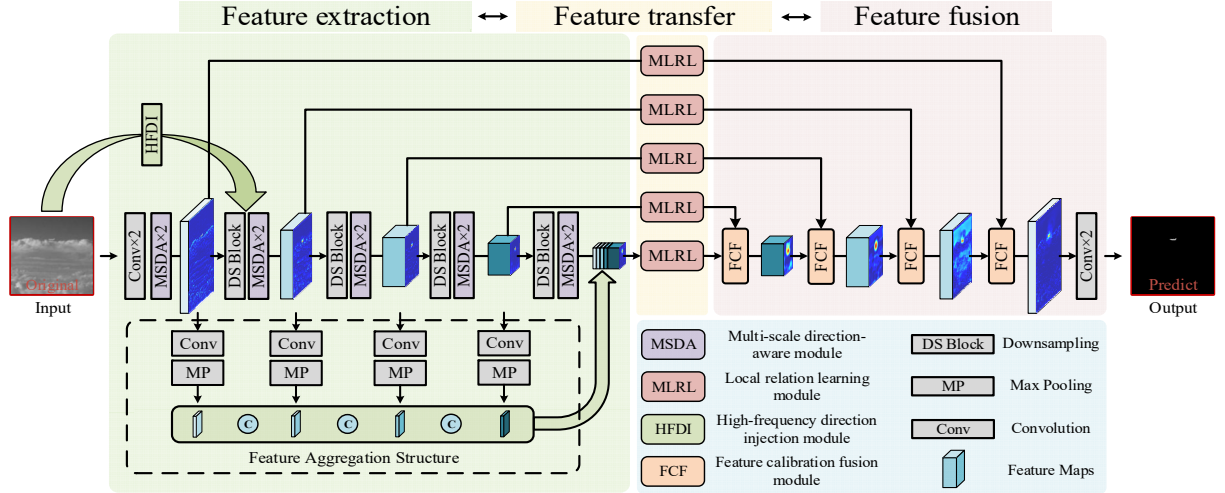 Feature extraction
Feature transfer
Feature fusion
MLRL
MLRL
MLRL
MLRL
MLRL
HFDI
Original
Input
Conv×2
MSDA×2
DS Block
MSDA×2
DS Block
MSDA×2
DS Block
MSDA×2
DS Block
MSDA×2
FCF
FCF
FCF
FCF
Conv×2
Predict
Output
Conv
Conv
Conv
Conv
MP
MP
MP
MP
C
C
C
Feature Aggregation Structure
MSDA
Multi-scale direction-
aware module
MLRL
Local relation learning
module
HFDI
High-frequency direction
injection module
FCF
Feature calibration fusion
module
DS Block
Downsampling
MP
Max Pooling
Conv
Convolution
Feature Maps